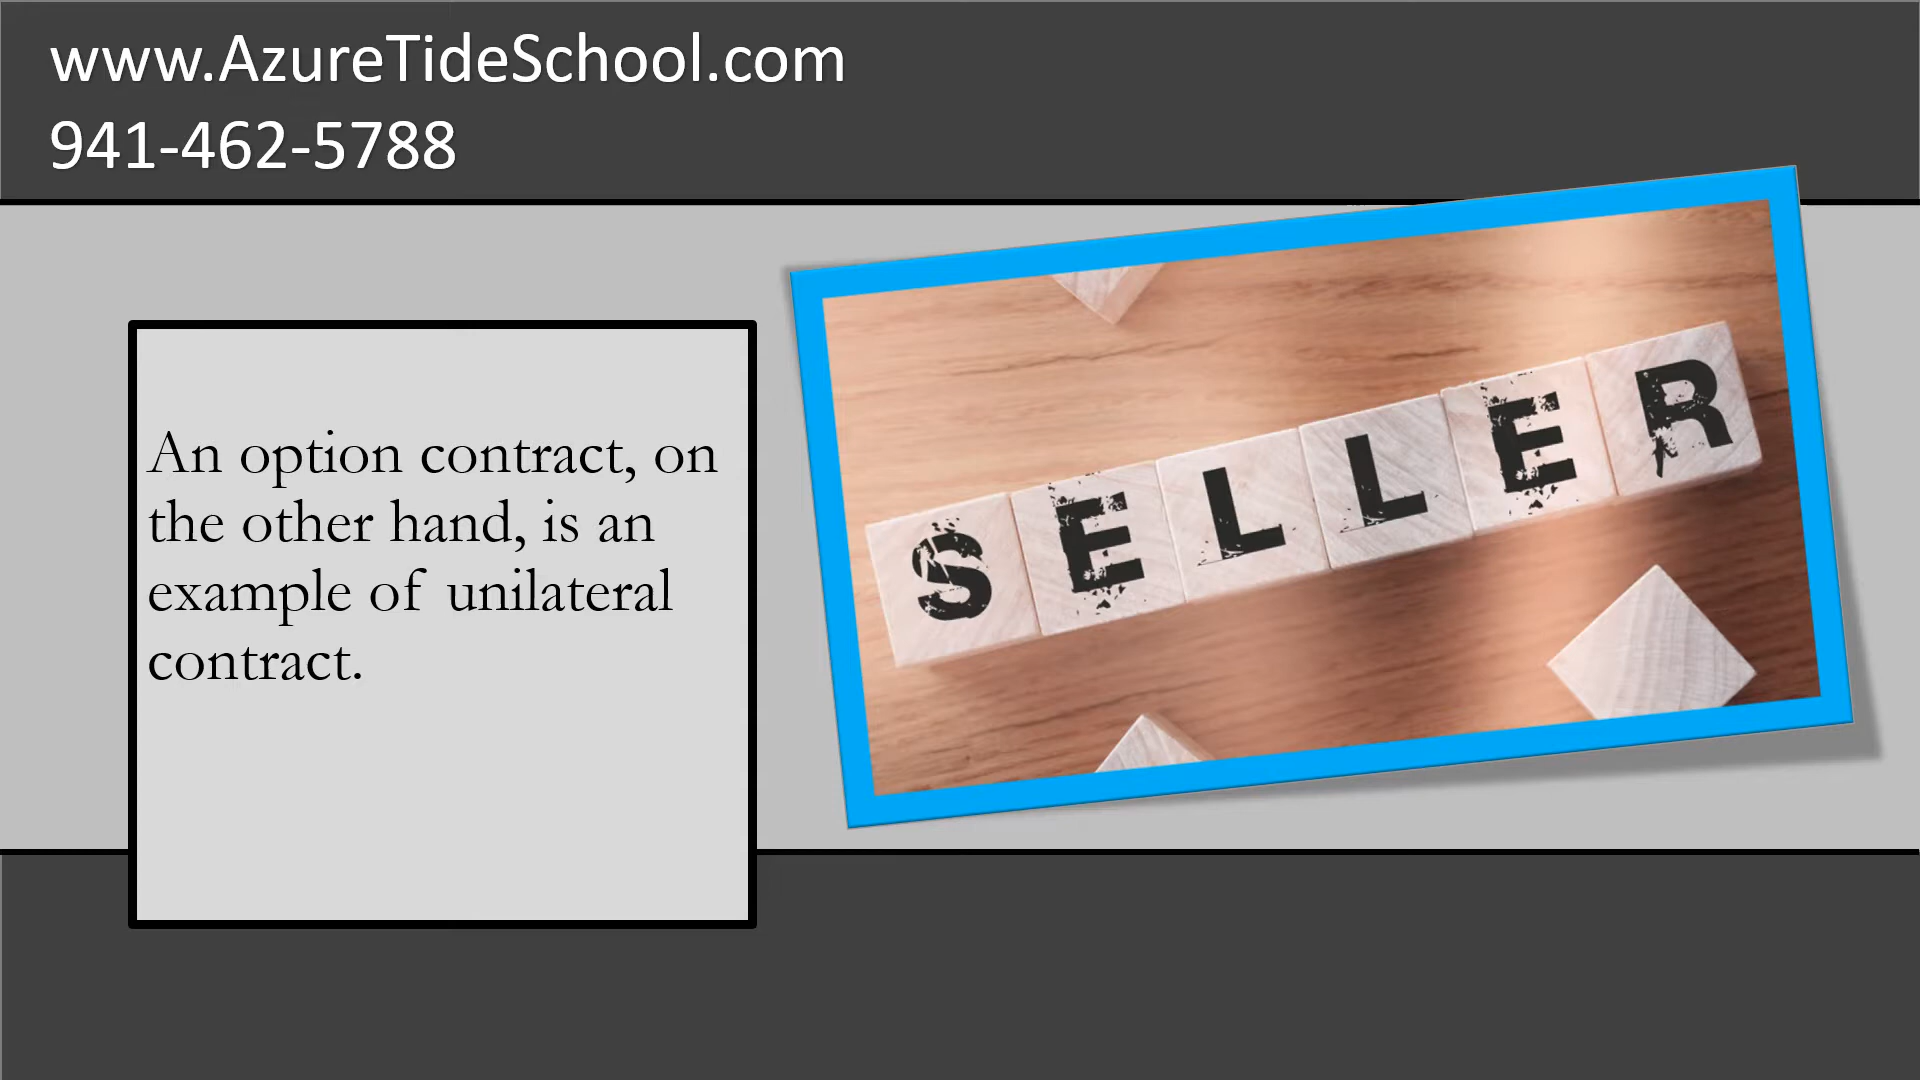 www.AzureTideSchool.com
941-462-5788
An option contract, on
the other hand, is an
example of unilateral
contract.
SELLER